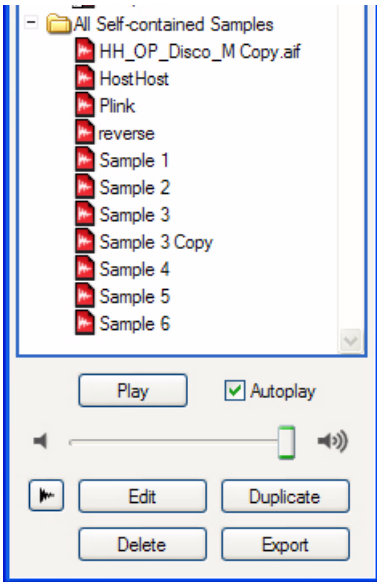 All Self-contained Samples
HH_OP_Disco_M Copy.aif
HostHost
Plink
reverse
Sample 1
Sample 2
Sample 3
Sample 3 Copy
Sample 4
Sample 5
Sample 6
Play
Autoplay
Edit
Duplicate
Delete
Export